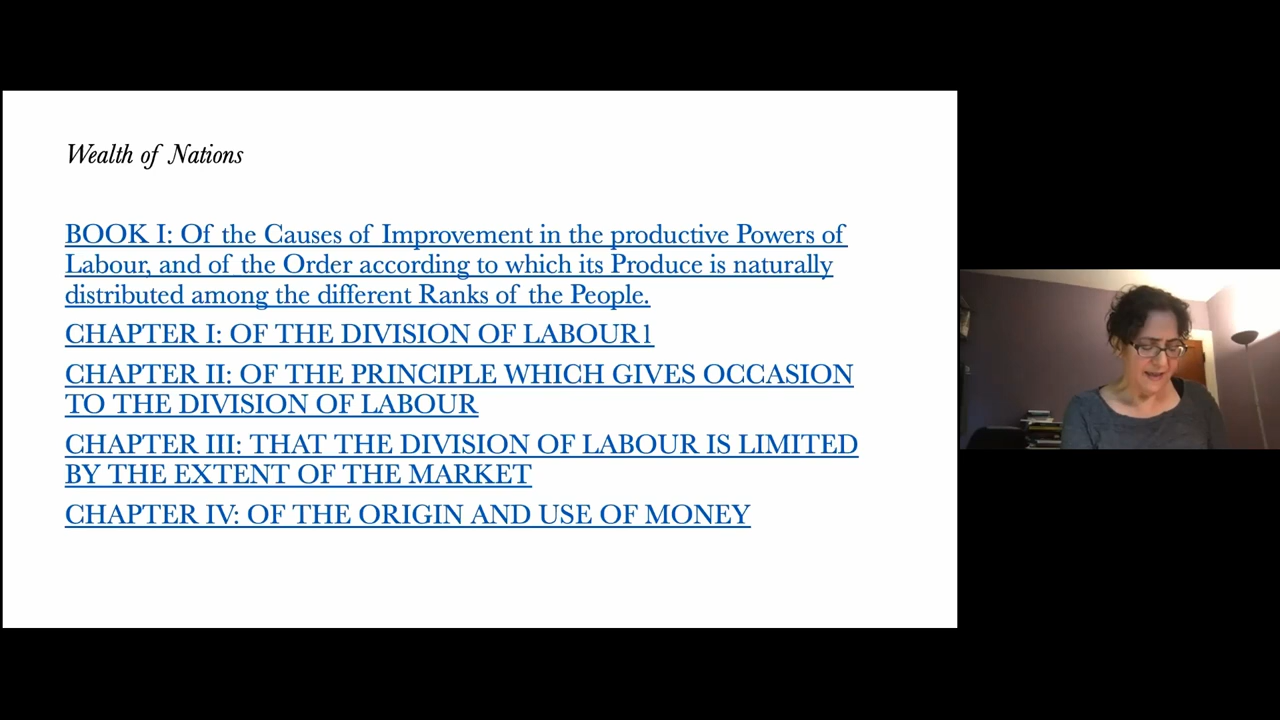 Wealth of Nations
BOOK I: Of the Causes of Improvement in the productive Powers of
Labour, and of the Order according to which its Produce is naturally
distributed among the different Ranks of the People.
CHAPTER I: OF THE DIVISION OF LABOUR1
CHAPTER II: OF THE PRINCIPLE WHICH GIVES OCCASION
TO THE DIVISION OF LABOUR
CHAPTER III: THAT THE DIVISION OF LABOUR IS LIMITED
BY THE EXTENT OF THE MARKET
CHAPTER IV: OF THE ORIGIN AND USE OF MONEY